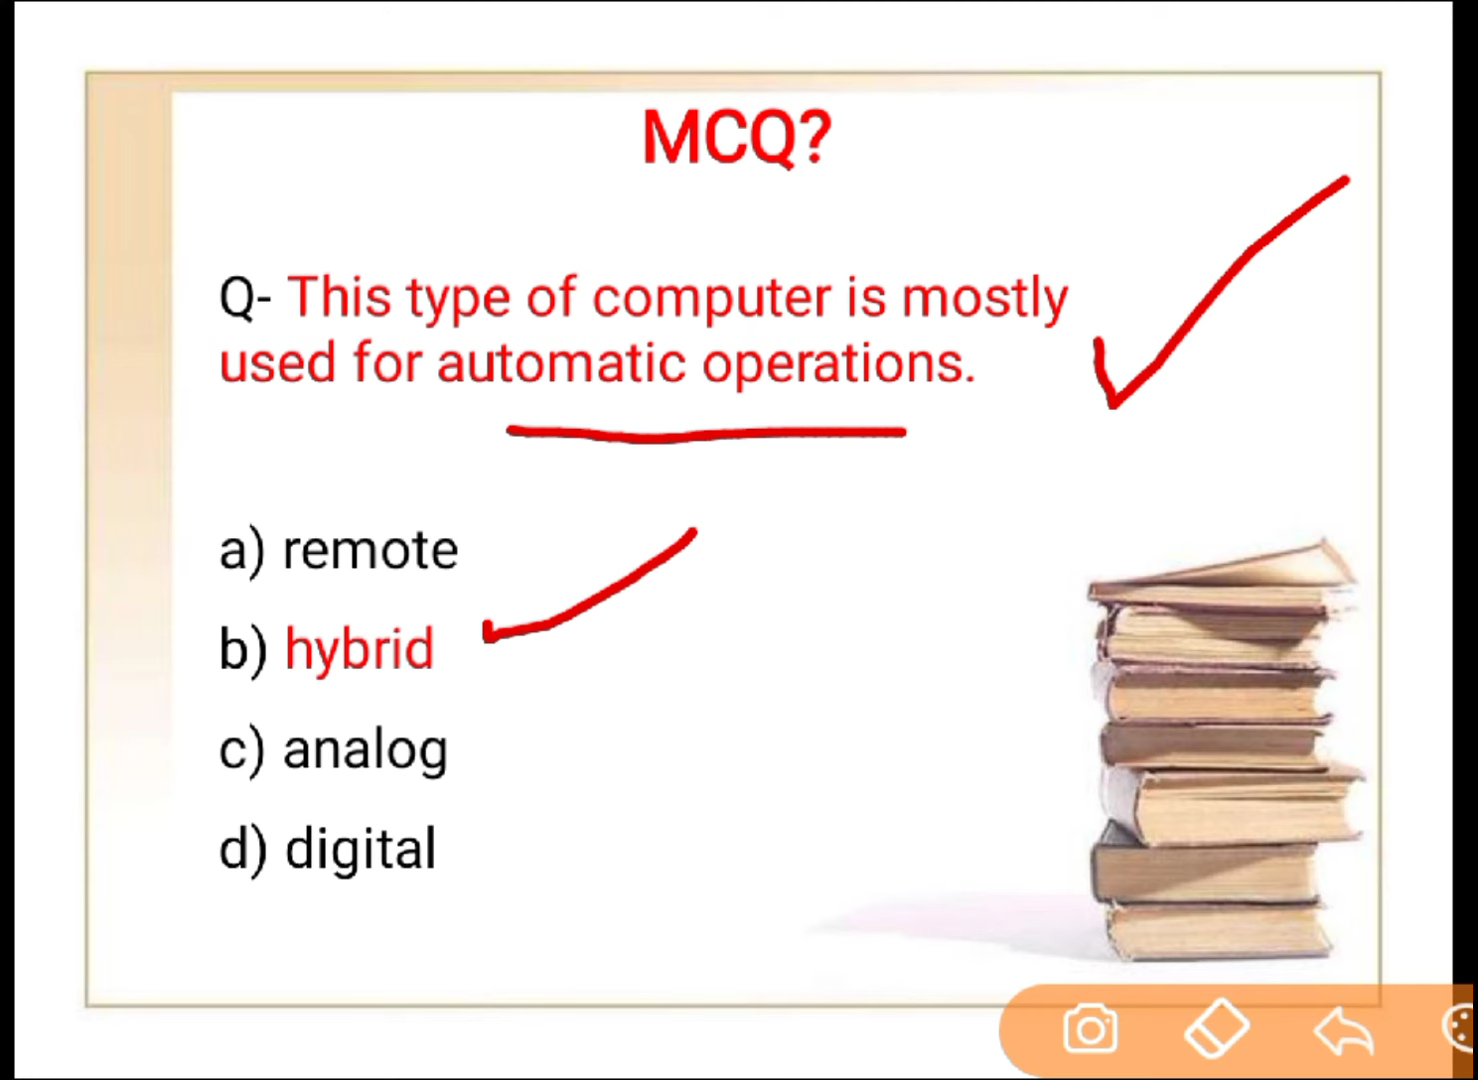 MCQ?
Q- This type of computer is mostly
used for automatic operations.
a) remote
b) hybrid
c) analog
d) digital